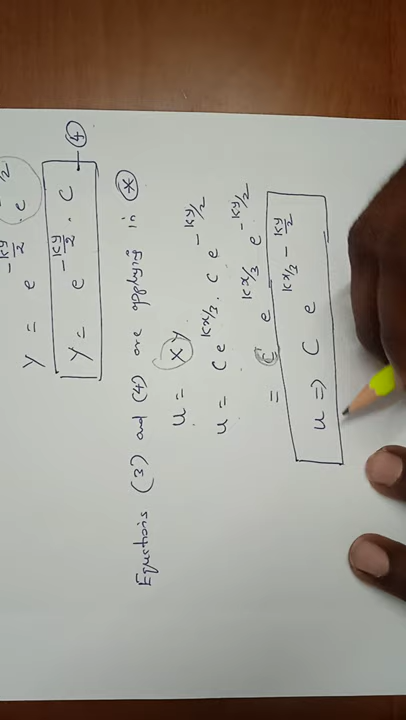 Y = e^{-ky/2} . e
Y = e^{-ky/2} . C — (4)
Equations (3) and (4) are applying in (*)
u = XY
u = C e^{kx/3} . C e^{-ky/2}
= C e^{kx/3} e^{-ky/2}
u ⇒ C e^{kx/3 - ky/2}